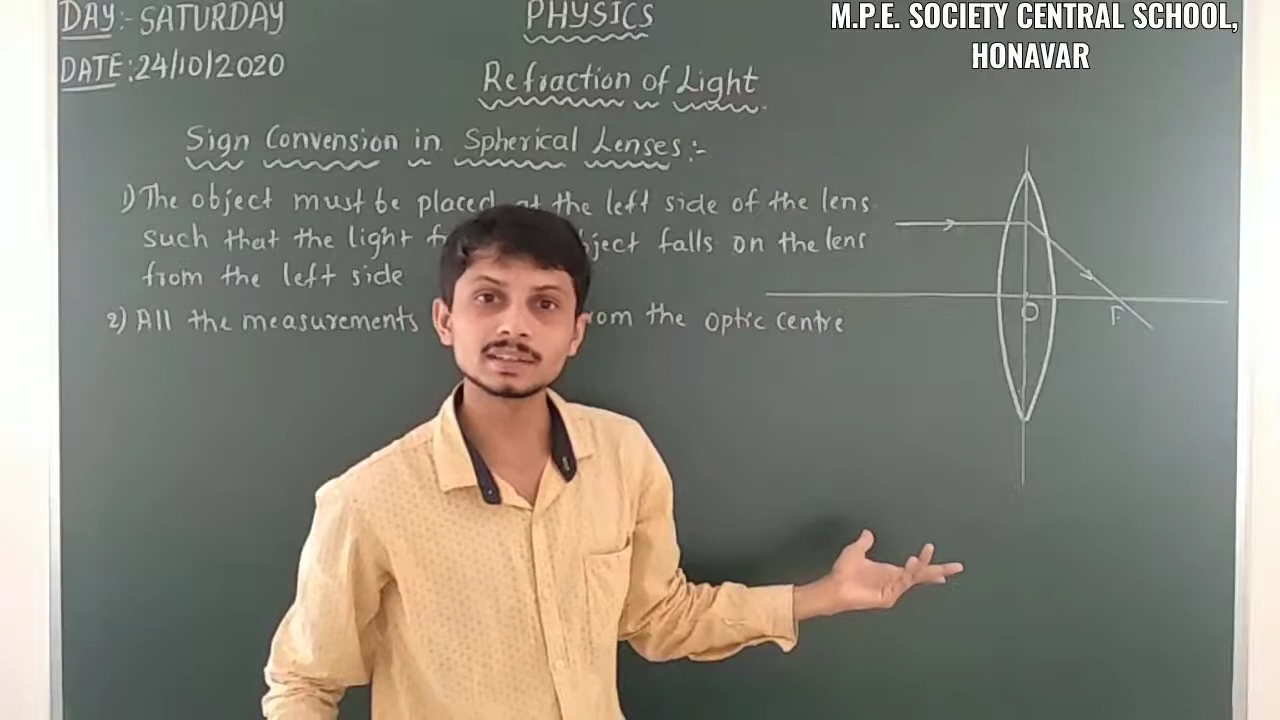 DAY:- SATURDAY
DATE:24/10/2020
PHYSICS
M.P.E. SOCIETY CENTRAL SCHOOL,
HONAVAR
Refraction of Light
Sign Convension in Spherical Lenses:-
1) The object must be placed at the left side of the lens
such that the light object falls on the lens
from the left side
2) All the measurements from the optic centre
O
F